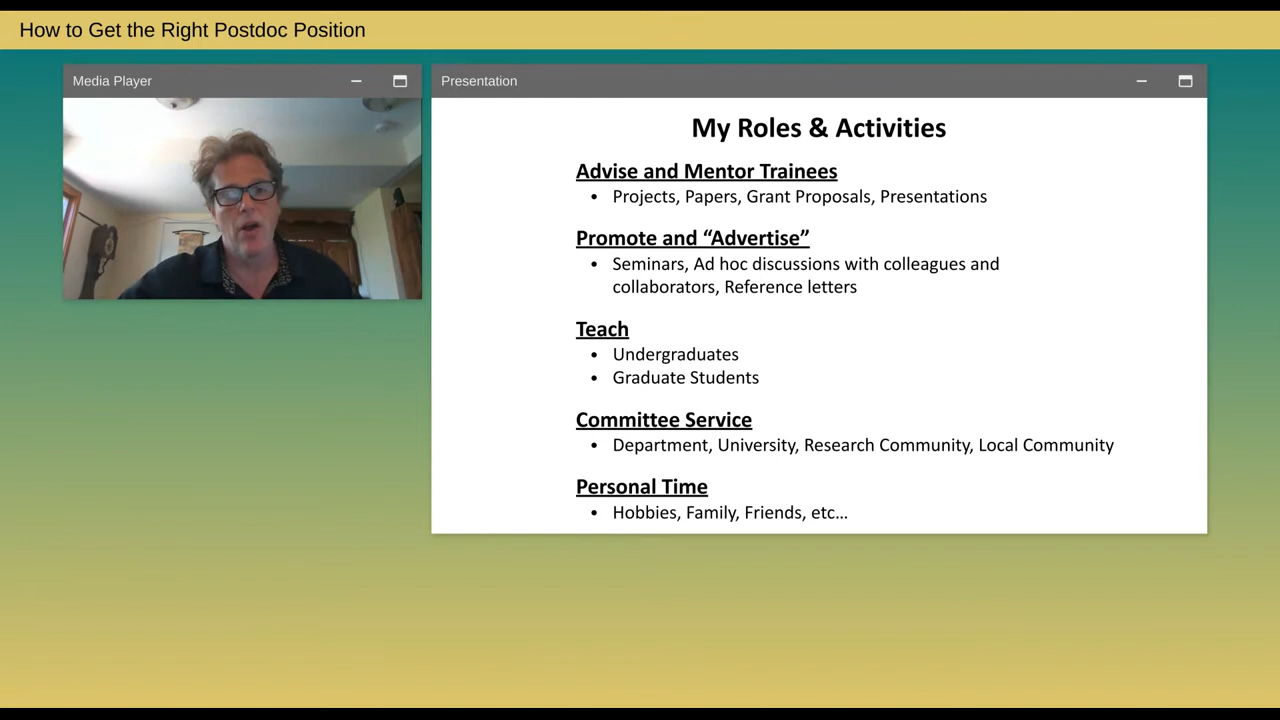 How to Get the Right Postdoc Position
Media Player
Presentation
My Roles & Activities
Advise and Mentor Trainees
• Projects, Papers, Grant Proposals, Presentations
Promote and “Advertise”
• Seminars, Ad hoc discussions with colleagues and
collaborators, Reference letters
Teach
• Undergraduates
• Graduate Students
Committee Service
• Department, University, Research Community, Local Community
Personal Time
• Hobbies, Family, Friends, etc…